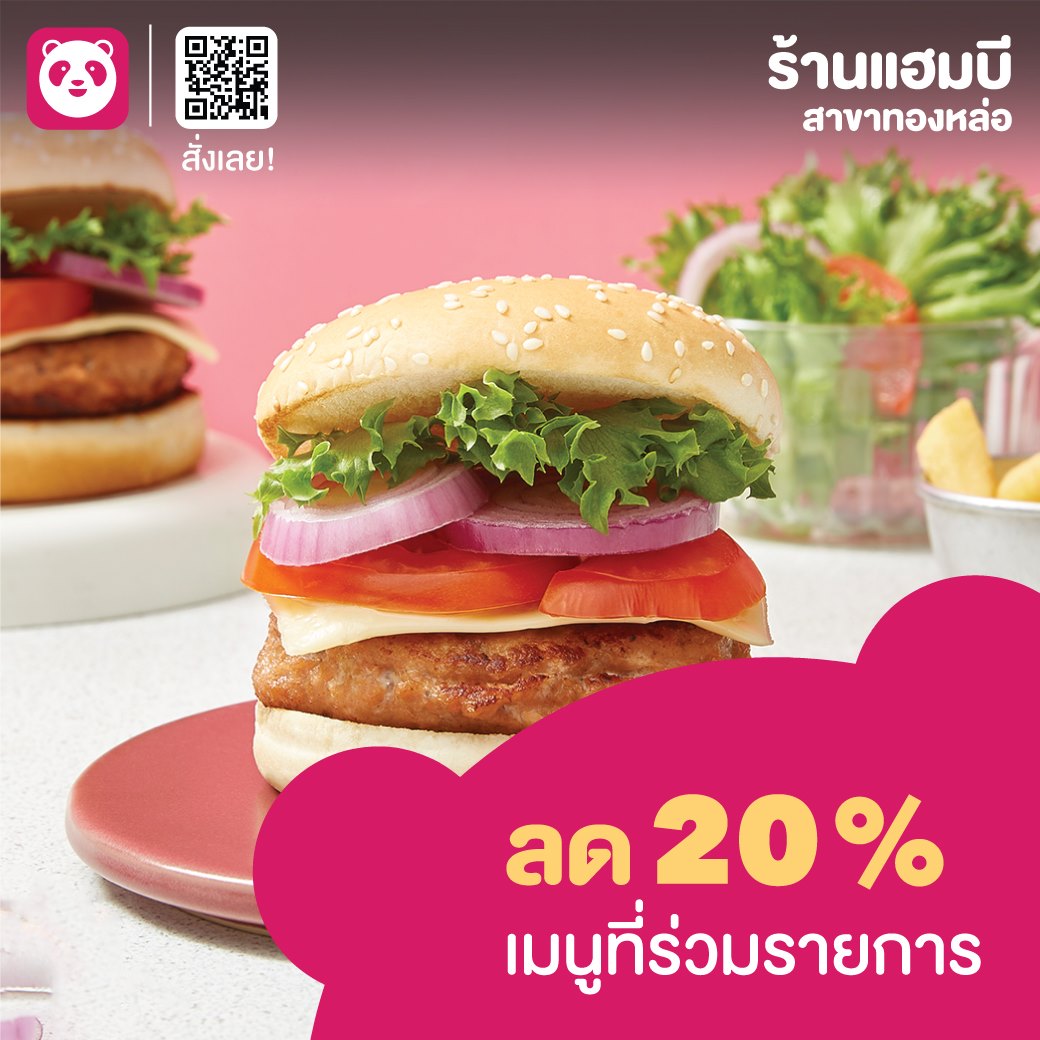 สั่งเลย!
ร้านแฮมบี
สาขาทองหล่อ
ลด 20%
เมนูที่ร่วมรายการ